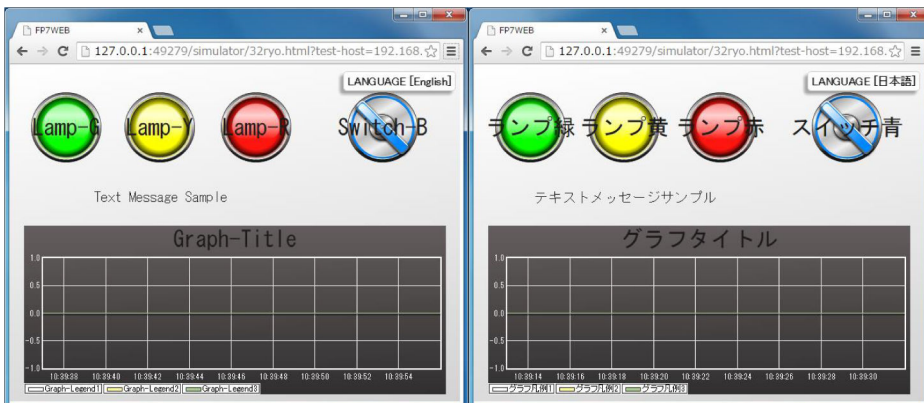 FP7WEB
127.0.0.1:49279/simulator/32ryo.html?test-host=192.168.
LANGUAGE [English]
Lamp-G Lamp-Y Lamp-R Switch-B
Text Message Sample
Graph-Title
1.0
0.5
0.0
-0.5
-1.0
10:39:38 10:39:40 10:39:42 10:39:44 10:39:46 10:39:48 10:39:50 10:39:52 10:39:54
Graph-Legend1 Graph-Legend2 Graph-Legend3
FP7WEB
127.0.0.1:49279/simulator/32ryo.html?test-host=192.168.
LANGUAGE [日本語]
ランプ緑 ランプ黄 ランプ赤 スイッチ青
テキストメッセージサンプル
グラフタイトル
1.0
0.5
0.0
-0.5
-1.0
10:39:14 10:39:16 10:39:18 10:39:20 10:39:22 10:39:24 10:39:26 10:39:28 10:39:30
グラフ凡例1 グラフ凡例2 グラフ凡例3